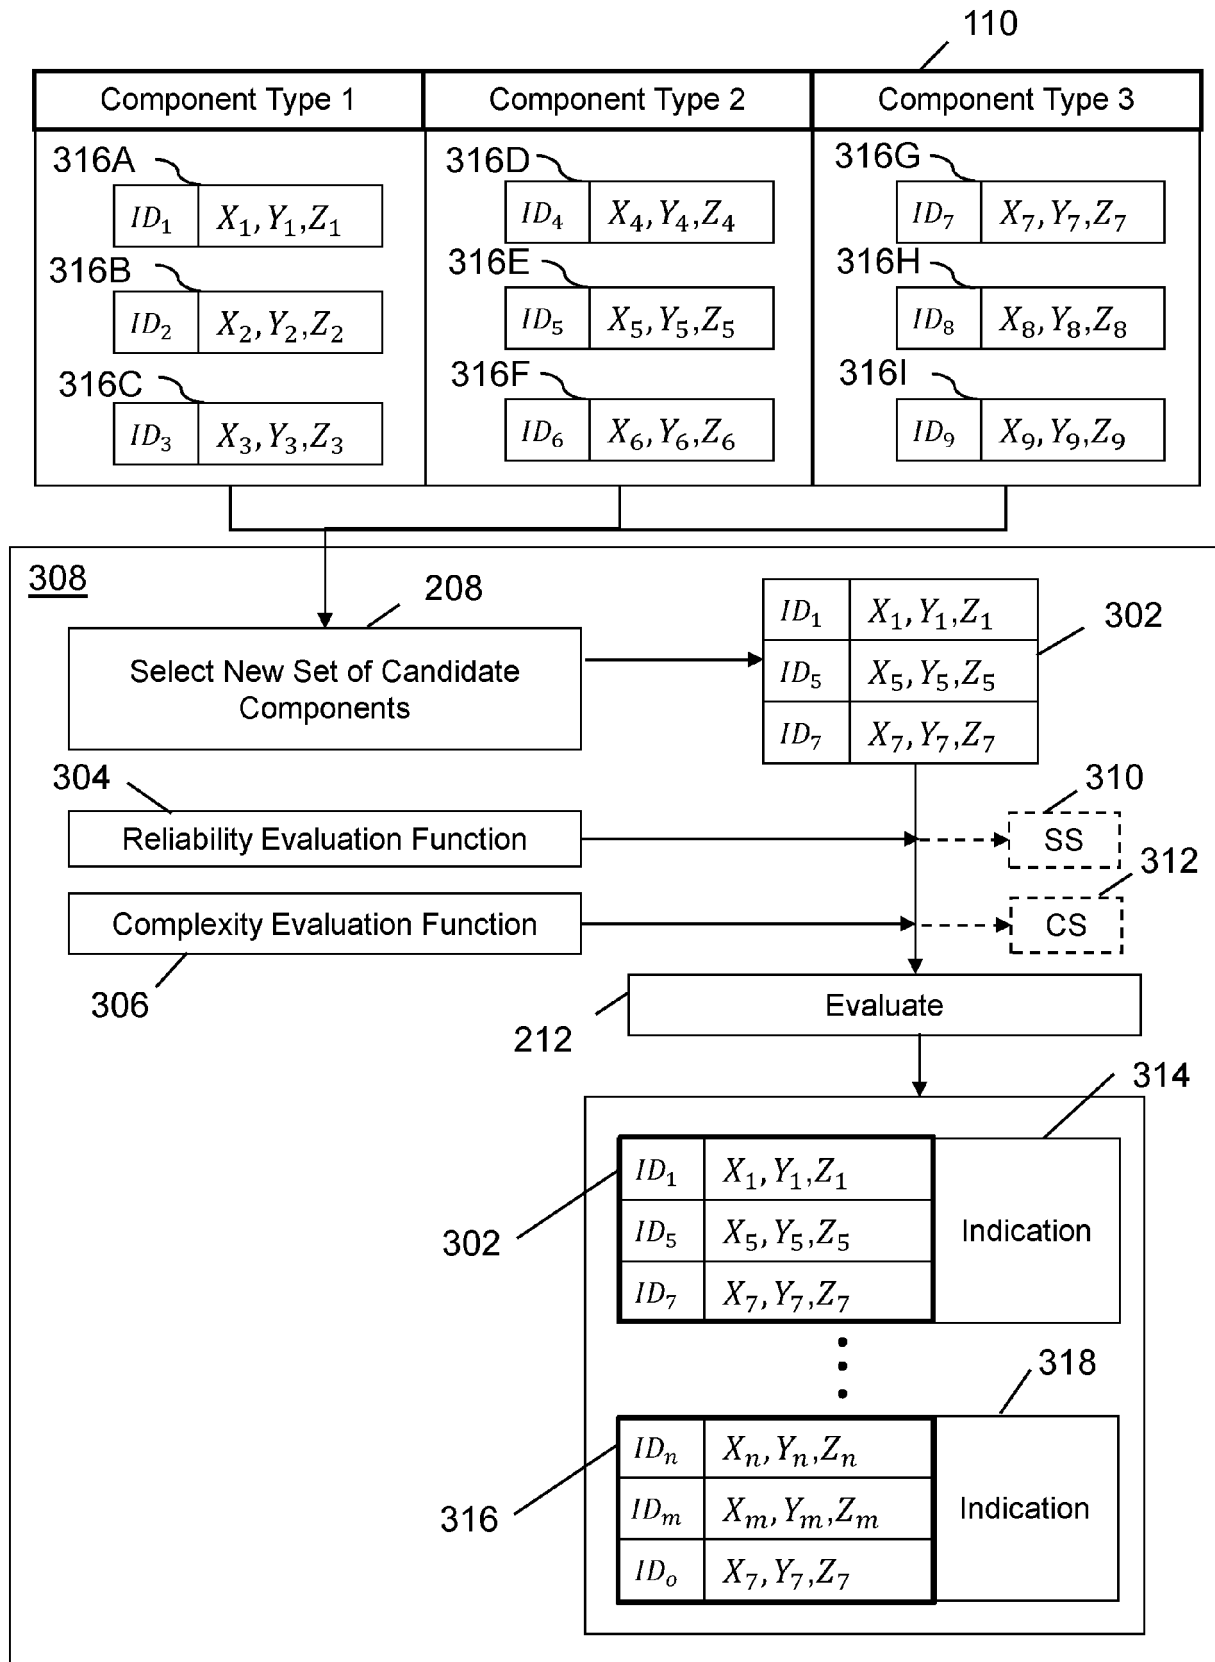 110
Component Type 1
Component Type 2
Component Type 3
316A
ID₁ X₁, Y₁,Z₁
316B
ID₂ X₂, Y₂,Z₂
316C
ID₃ X₃, Y₃,Z₃
316D
ID₄ X₄, Y₄,Z₄
316E
ID₅ X₅, Y₅,Z₅
316F
ID₆ X₆, Y₆,Z₆
316G
ID₇ X₇, Y₇,Z₇
316H
ID₈ X₈, Y₈,Z₈
316I
ID₉ X₉, Y₉,Z₉
308
208
Select New Set of Candidate
Components
ID₁ X₁, Y₁,Z₁
ID₅ X₅, Y₅,Z₅
ID₇ X₇, Y₇,Z₇
302
304
Reliability Evaluation Function
310
SS
Complexity Evaluation Function
306
312
CS
Evaluate
212
314
ID₁ X₁, Y₁,Z₁
ID₅ X₅, Y₅,Z₅
ID₇ X₇, Y₇,Z₇
302
Indication
318
IDₙ Xₙ, Yₙ,Zₙ
IDₘ Xₘ, Yₘ,Zₘ
IDₒ X₇, Y₇,Z₇
316
Indication